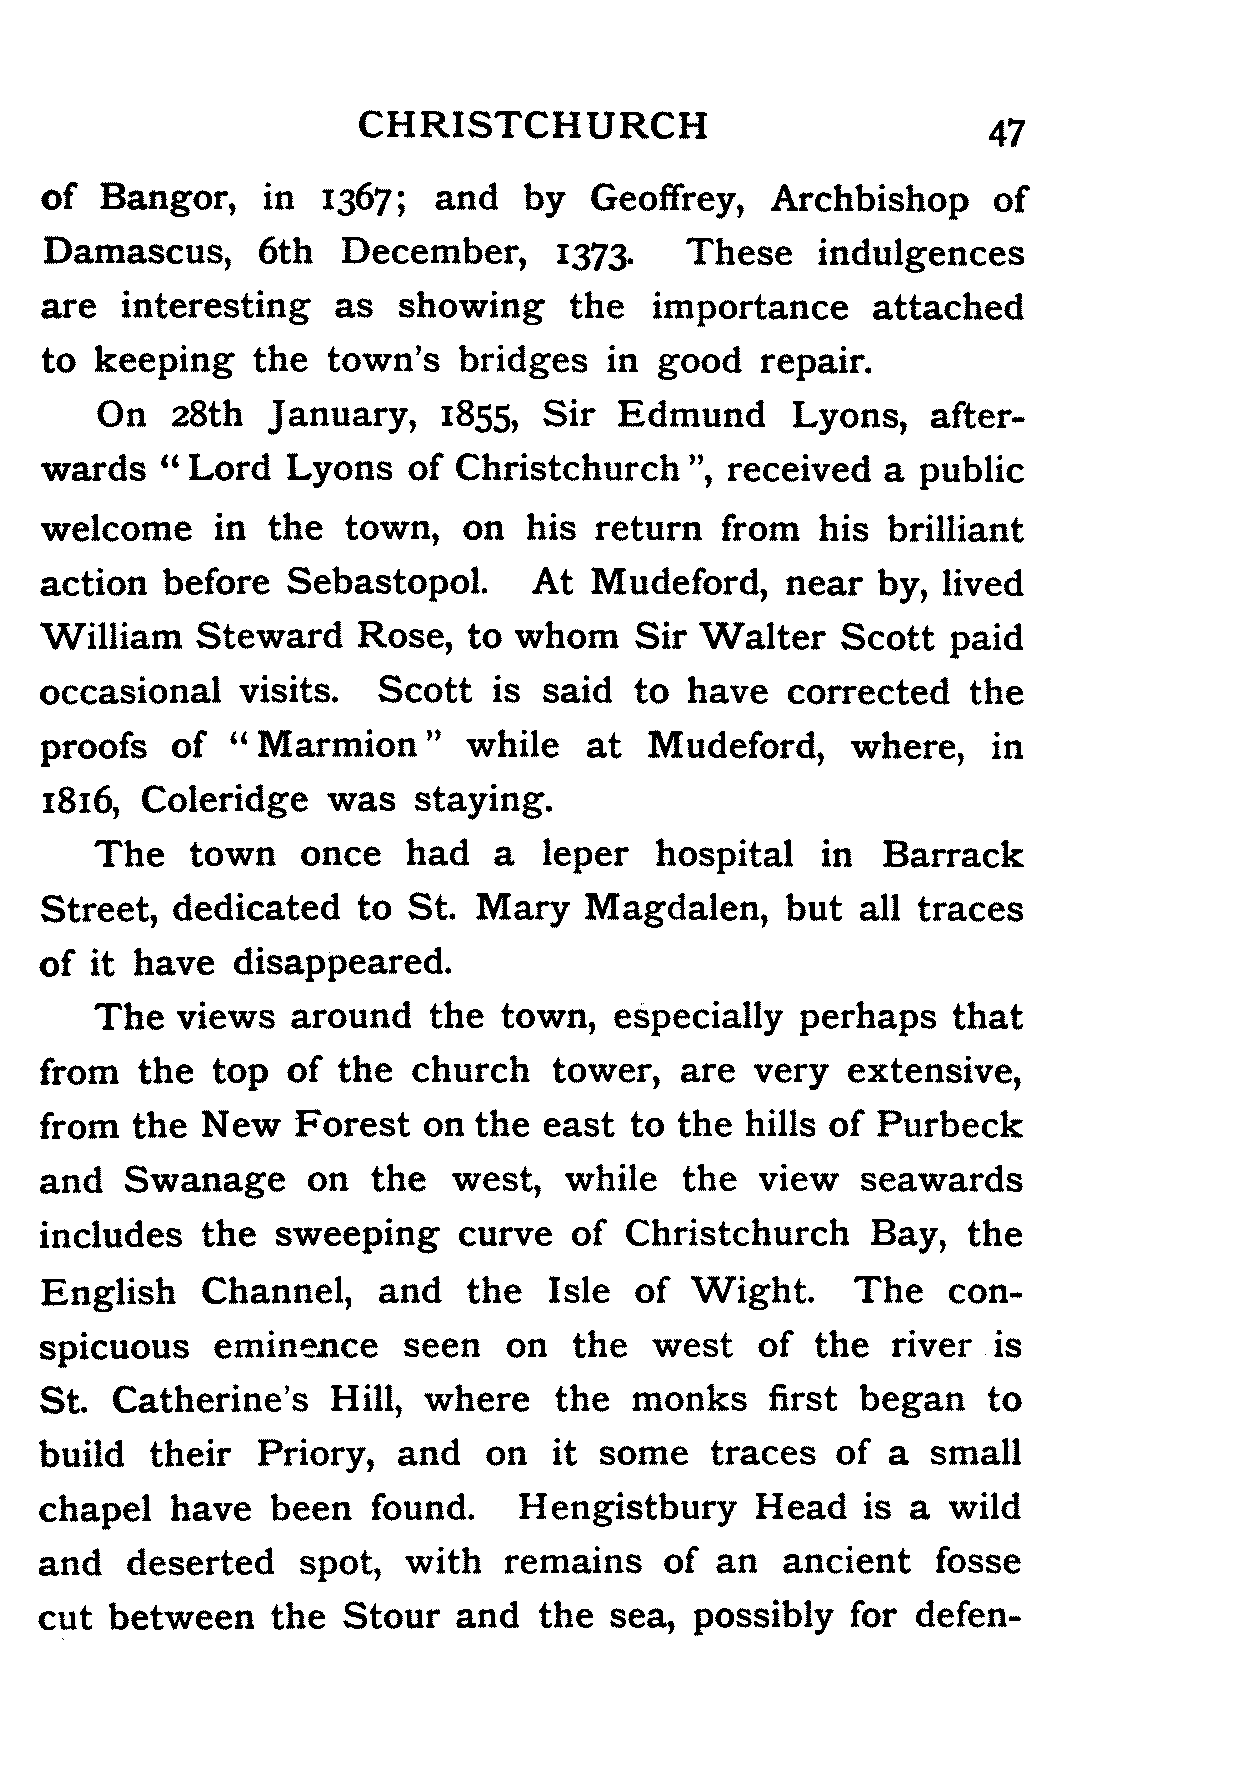 CHRISTCHURCH 47
of Bangor, in 1367; and by Geoffrey, Archbishop of
Damascus, 6th December, 1373. These indulgences
are interesting as showing the importance attached
to keeping the town's bridges in good repair.
On 28th January, 1855, Sir Edmund Lyons, after-
wards “Lord Lyons of Christchurch”, received a public
welcome in the town, on his return from his brilliant
action before Sebastopol. At Mudeford, near by, lived
William Steward Rose, to whom Sir Walter Scott paid
occasional visits. Scott is said to have corrected the
proofs of “Marmion” while at Mudeford, where, in
1816, Coleridge was staying.
The town once had a leper hospital in Barrack
Street, dedicated to St. Mary Magdalen, but all traces
of it have disappeared.
The views around the town, especially perhaps that
from the top of the church tower, are very extensive,
from the New Forest on the east to the hills of Purbeck
and Swanage on the west, while the view seawards
includes the sweeping curve of Christchurch Bay, the
English Channel, and the Isle of Wight. The con-
spicuous eminence seen on the west of the river is
St. Catherine's Hill, where the monks first began to
build their Priory, and on it some traces of a small
chapel have been found. Hengistbury Head is a wild
and deserted spot, with remains of an ancient fosse
cut between the Stour and the sea, possibly for defen-